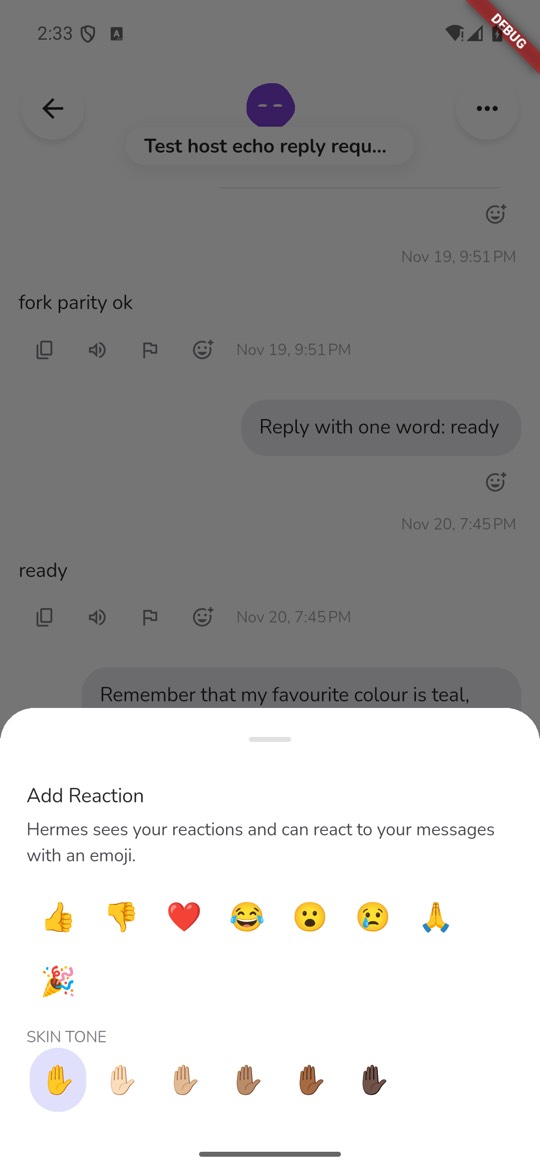 2:33
A
DEBUG
Test host echo reply requ...
Nov 19, 9:51 PM
fork parity ok
Nov 19, 9:51 PM
Reply with one word: ready
Nov 20, 7:45 PM
ready
Nov 20, 7:45 PM
Remember that my favourite colour is teal,
Add Reaction
Hermes sees your reactions and can react to your messages
with an emoji.
SKIN TONE